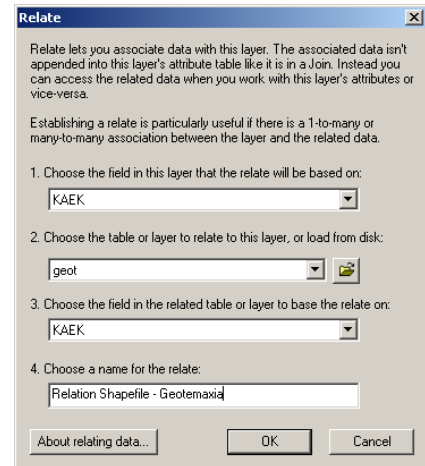 Relate
Relate lets you associate data with this layer. The associated data isn't
appended into this layer's attribute table like it is in a Join. Instead you
can access the related data when you work with this layer's attributes or
vice-versa.
Establishing a relate is particularly useful if there is a 1-to-many or
many-to-many association between the layer and the related data.
1. Choose the field in this layer that the relate will be based on:
KAEK
2. Choose the table or layer to relate to this layer, or load from disk:
geot
3. Choose the field in the related table or layer to base the relate on:
KAEK
4. Choose a name for the relate:
Relation Shapefile - Geotemaxia
About relating data... OK Cancel